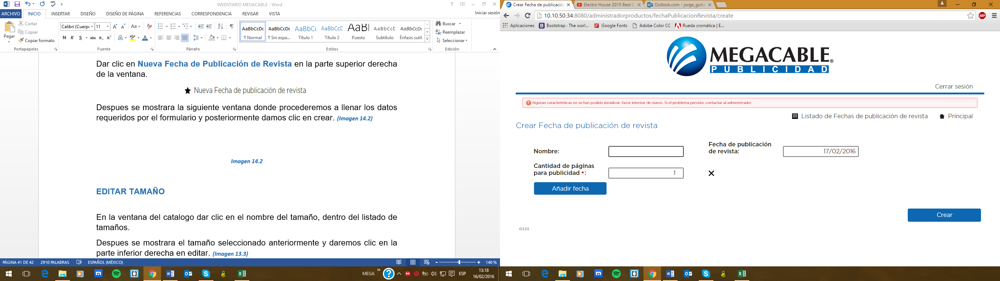 INVENTARIO MEGACABLE - Word
ARCHIVO INICIO INSERTAR DISEÑO DISEÑO DE PÁGINA REFERENCIAS CORRESPONDENCIA REVISAR VISTA Iniciar sesión
Pegar
Cortar
Copiar
Copiar formato
Portapapeles
Calibri (Cuerpo 11
N K S abc x₂ x²
Fuente
Párrafo
AaBbCcDc AaBbCcDc AaBbCc AaBbCcD AaBl AaBbCcD AaBbCcDc
¶ Normal ¶ Sin espa... Título 1 Título 2 Puesto Subtítulo Énfasis sutil
Estilos
Buscar
Reemplazar
Seleccionar
Edición
Dar clic en Nueva Fecha de Publicación de Revista en la parte superior derecha
de la ventana.
★ Nueva Fecha de publicación de revista
Despues se mostrara la siguiente ventana donde procederemos a llenar los datos
requeridos por el formulario y posteriormente damos clic en crear. (Imagen 14.2)
Imagen 14.2
EDITAR TAMAÑO
En la ventana del catalogo dar clic en el nombre del tamaño, dentro del listado de
tamaños.
Despues se mostrara el tamaño seleccionado anteriormente y daremos clic en la
parte inferior derecha en editar. (Imagen 13.3)
PÁGINA 41 DE 42 2910 PALABRAS ESPAÑOL (MÉXICO) 140 %
MEGA ESP 13:18
16/02/2016
Crear Fecha de publicación Electro House 2015 Best O Outlook.com - jorge_gutie
10.10.50.34:8080/administradorproductos/fechaPublicacionRevista/create
Aplicaciones Bootstrap · The worl... Google Fonts Adobe Color CC Rueda cromática | E...
MEGACABLE®
PUBLICIDAD
Cerrar sesión
Algunas características no se han podido inicializar, favor intentar de nuevo. Si el problema persiste, contactar al administrador.
Listado de Fechas de publicación de revista Principal
Crear Fecha de publicación de revista
Nombre:
Fecha de publicación
de revista:
17/02/2016
Cantidad de páginas
para publicidad *:
1
Añadir fecha
Crear
0.1.23